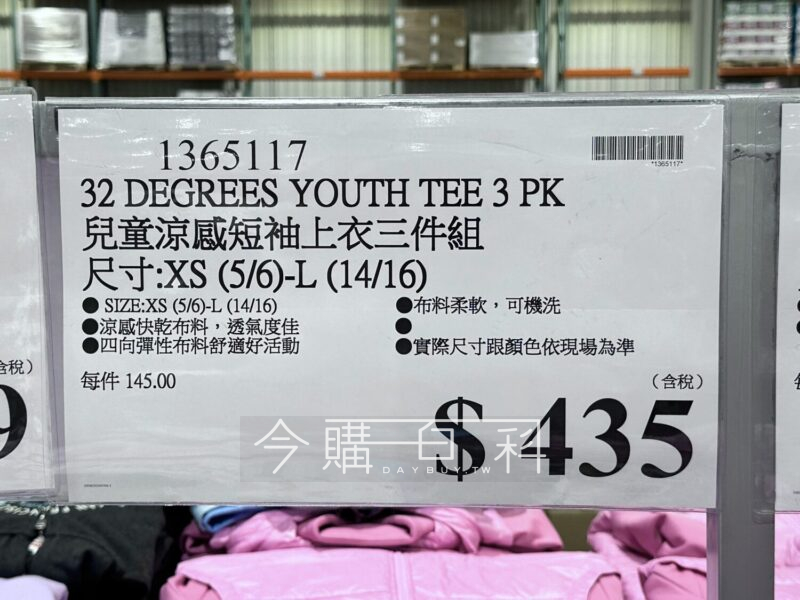 1365117
*1365117*
32 DEGREES YOUTH TEE 3 PK
兒童涼感短袖上衣三件組
尺寸:XS (5/6)-L (14/16)
● SIZE:XS (5/6)-L (14/16)
●涼感快乾布料，透氣度佳
●四向彈性布料舒適好活動
●布料柔軟，可機洗
●
●實際尺寸跟顏色依現場為準
每件 145.00
（含稅）
$ 435
今購百科
DAYBUY.TW
含稅）
9